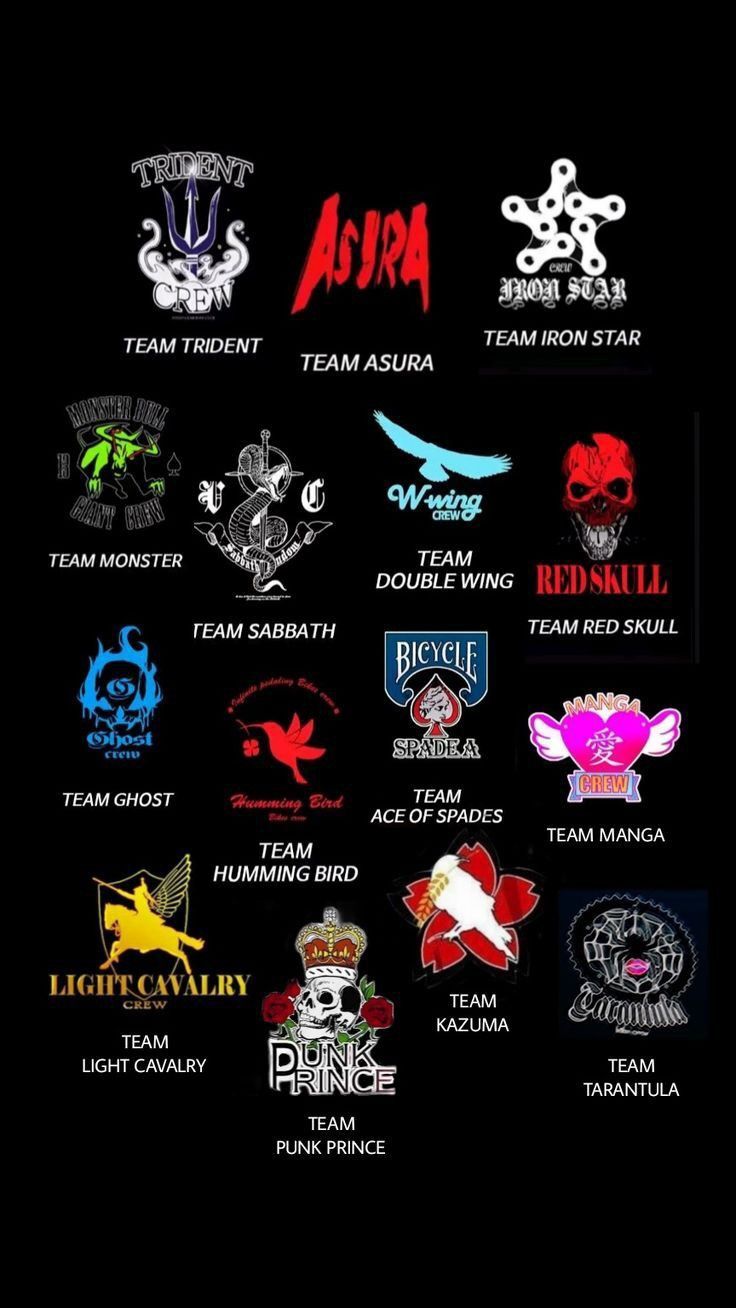 TRIDENT
CREW
TEAM TRIDENT
ASURA
TEAM ASURA
CREW
IRON STAR
TEAM IRON STAR
MONSTER BULL
GIANT CREW
TEAM MONSTER
V C
Sabbath
TEAM SABBATH
W-wing
CREW
TEAM
DOUBLE WING
RED SKULL
TEAM RED SKULL
G
Ghost
crew
TEAM GHOST
Infinite pedaling Bikes crew
Humming Bird
Bikes crew
TEAM
HUMMING BIRD
BICYCLE
SPADE A
TEAM
ACE OF SPADES
MANGA
愛
CREW
TEAM MANGA
LIGHT CAVALRY
CREW
TEAM
LIGHT CAVALRY
PUNK
PRINCE
TEAM
PUNK PRINCE
TEAM
KAZUMA
Tarantula
TEAM
TARANTULA